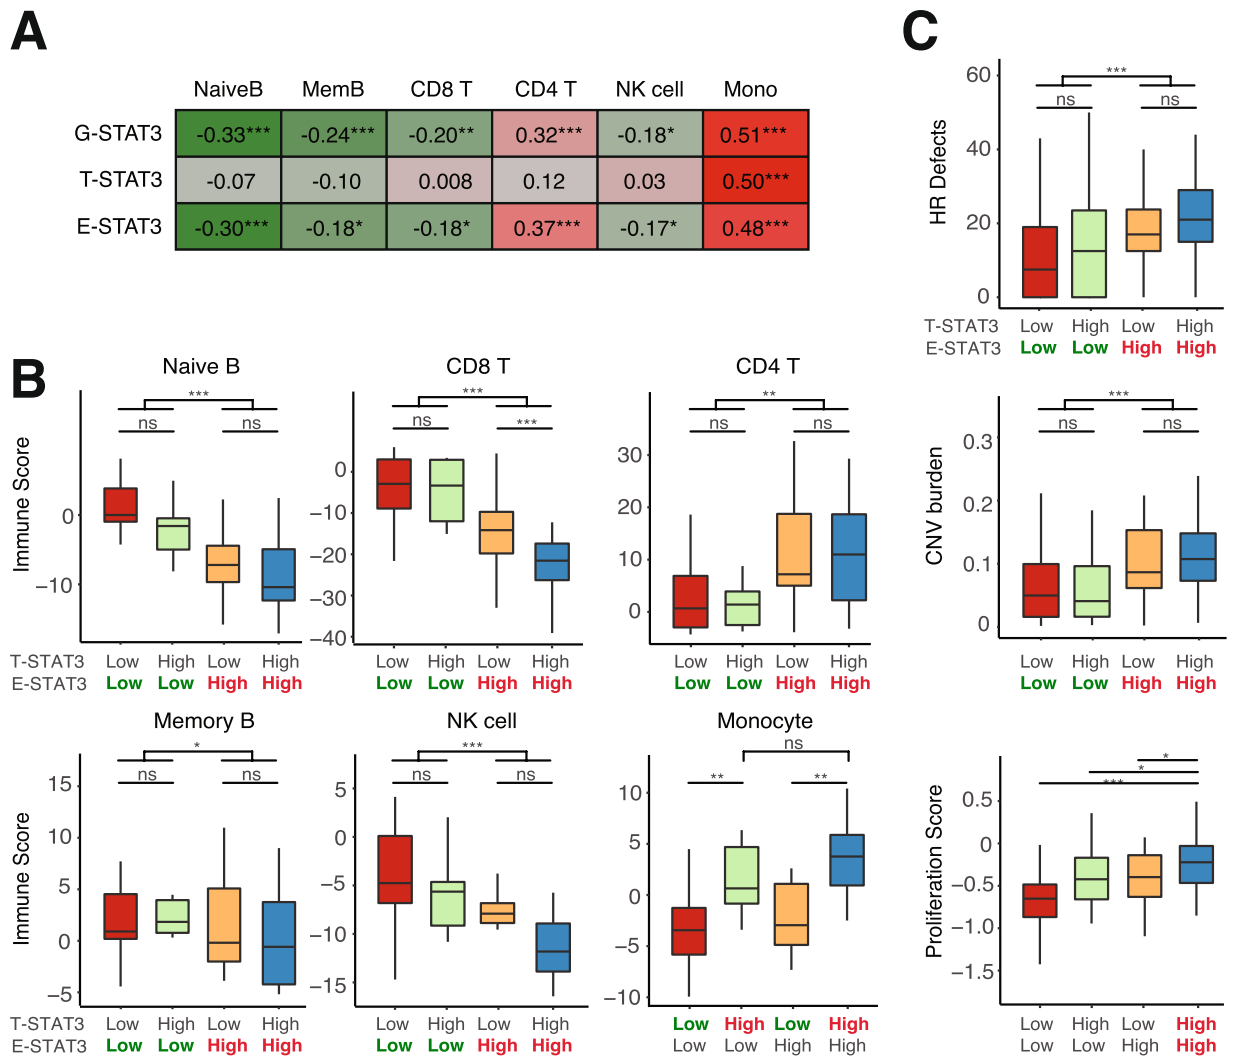 A
NaiveB MemB CD8 T CD4 T NK cell Mono
G-STAT3 -0.33*** -0.24*** -0.20** 0.32*** -0.18* 0.51***
T-STAT3 -0.07 -0.10 0.008 0.12 0.03 0.50***
E-STAT3 -0.30*** -0.18* -0.18* 0.37*** -0.17* 0.48***
B
Naive B
***
ns ns
Immune Score
0
−10
T-STAT3 Low High Low High
E-STAT3 Low Low High High
CD8 T
***
ns ***
0
−10
−20
−30
−40
Low High Low High
Low Low High High
CD4 T
**
ns ns
30
20
10
0
Low High Low High
Low Low High High
Memory B
*
ns ns
Immune Score
15
10
5
0
−5
T-STAT3 Low High Low High
E-STAT3 Low Low High High
NK cell
***
ns ns
5
0
−5
−10
−15
Low High Low High
Low Low High High
Monocyte
ns
** **
10
5
0
−5
−10
Low High Low High
Low Low High High
C
***
ns ns
HR Defects
60
40
20
0
T-STAT3 Low High Low High
E-STAT3 Low Low High High
***
ns ns
CNV burden
0.3
0.2
0.1
0
Low High Low High
Low Low High High
*
*
***
Proliferation Score
0.5
0
−0.5
−1.0
−1.5
Low High Low High
Low Low High High